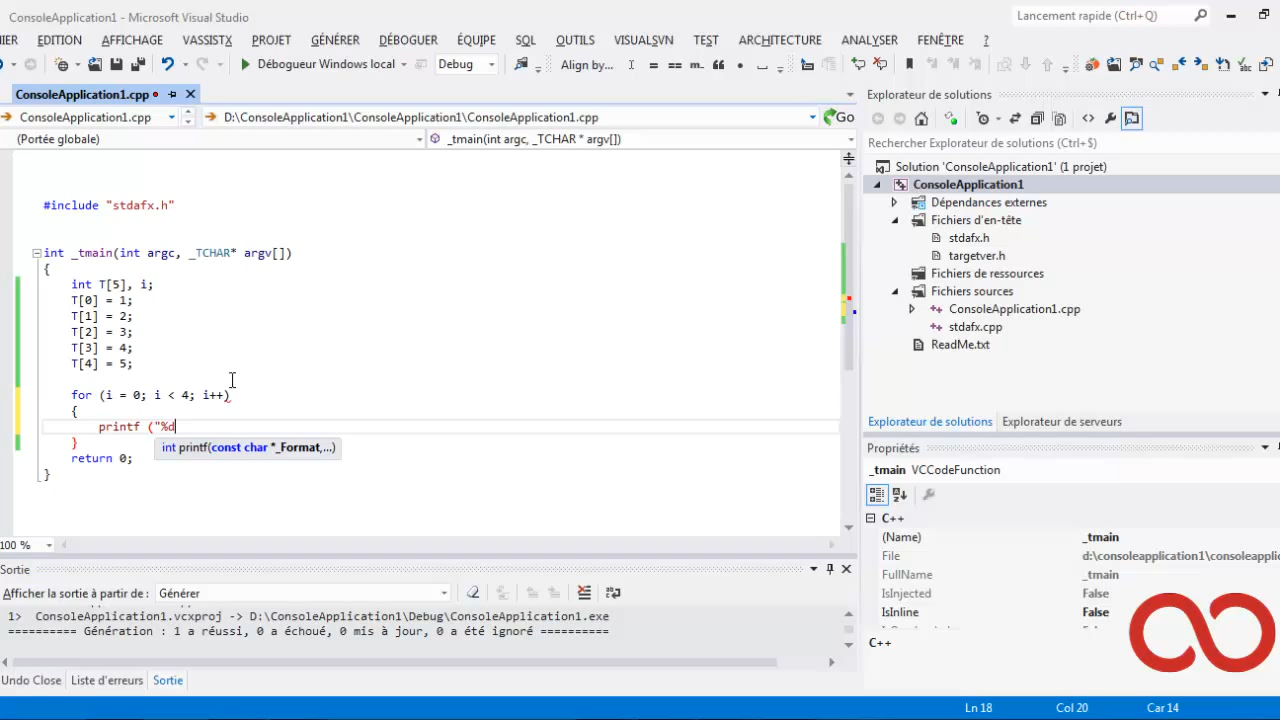 ConsoleApplication1 - Microsoft Visual Studio
Lancement rapide (Ctrl+Q)
HIER EDITION AFFICHAGE VASSISTX PROJET GÉNÉRER DÉBOGUER ÉQUIPE SQL OUTILS VISUALSVN TEST ARCHITECTURE ANALYSER FENÊTRE ?
Débogueur Windows local Debug Align by... = == m.. “ • 
ConsoleApplication1.cpp
ConsoleApplication1.cpp D:\ConsoleApplication1\ConsoleApplication1\ConsoleApplication1.cpp Go
(Portée globale) _tmain(int argc, _TCHAR * argv[])
#include "stdafx.h"
int _tmain(int argc, _TCHAR* argv[])
{
int T[5], i;
T[0] = 1;
T[1] = 2;
T[2] = 3;
T[3] = 4;
T[4] = 5;
for (i = 0; i < 4; i++)
{
printf ("%d
}
int printf(const char *_Format,...)
return 0;
}
100 %
Sortie
Afficher la sortie à partir de : Générer
1> ConsoleApplication1.vcxproj -> D:\ConsoleApplication1\Debug\ConsoleApplication1.exe
========== Génération : 1 a réussi, 0 a échoué, 0 mis à jour, 0 a été ignoré ==========
Undo Close Liste d'erreurs Sortie
Explorateur de solutions
Rechercher Explorateur de solutions (Ctrl+$)
Solution 'ConsoleApplication1' (1 projet)
ConsoleApplication1
Dépendances externes
Fichiers d'en-tête
stdafx.h
targetver.h
Fichiers de ressources
Fichiers sources
ConsoleApplication1.cpp
stdafx.cpp
ReadMe.txt
Explorateur de solutions Explorateur de serveurs
Propriétés
_tmain VCCodeFunction
C++
(Name) _tmain
File d:\consoleapplication1\consoleapplic
FullName _tmain
IsInjected False
IsInline False
C++
Ln 18 Col 20 Car 14